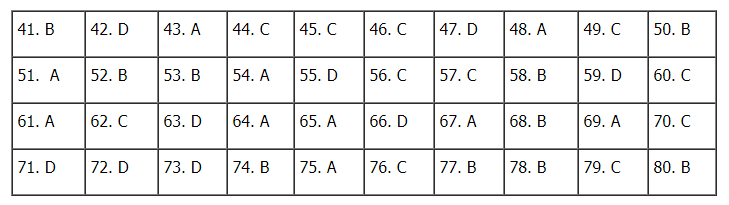 41. B 42. D 43. A 44. C 45. C 46. C 47. D 48. A 49. C 50. B
51. A 52. B 53. B 54. A 55. D 56. C 57. C 58. B 59. D 60. C
61. A 62. C 63. D 64. A 65. A 66. D 67. A 68. B 69. A 70. C
71. D 72. D 73. D 74. B 75. A 76. C 77. B 78. B 79. C 80. B